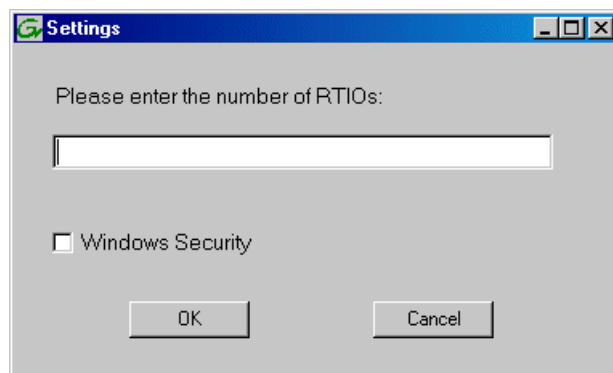 Settings
Please enter the number of RTIOs:
Windows Security
OK
Cancel